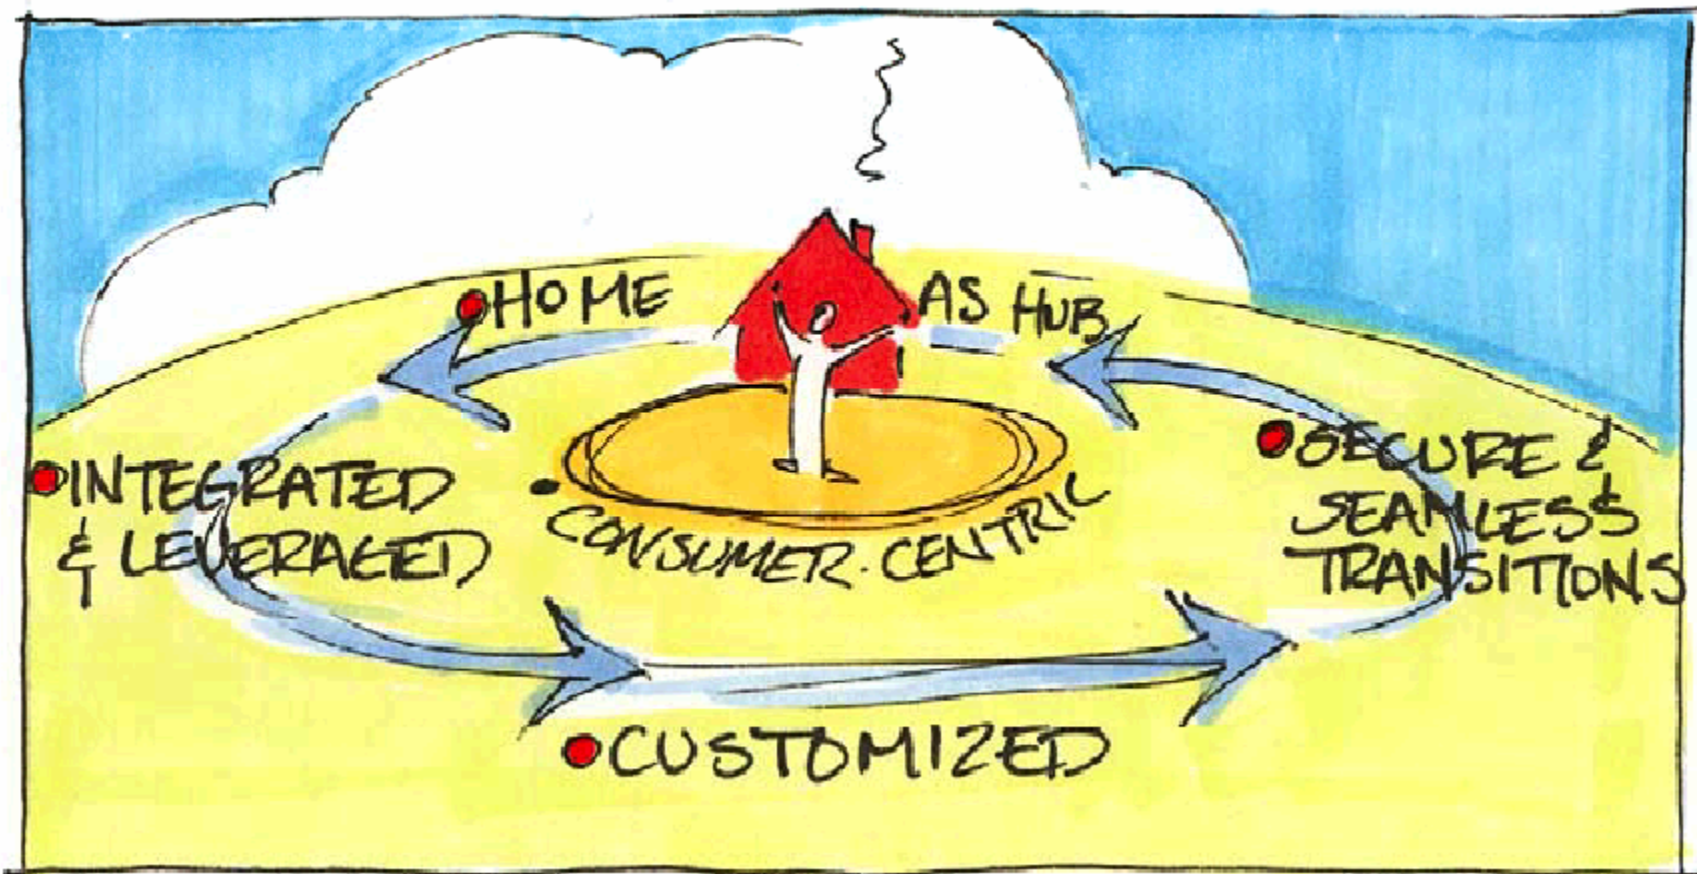 HOME AS HUB
INTEGRATED
& LEVERAGED
CONSUMER-CENTRIC
SECURE &
SEAMLESS
TRANSITIONS
CUSTOMIZED